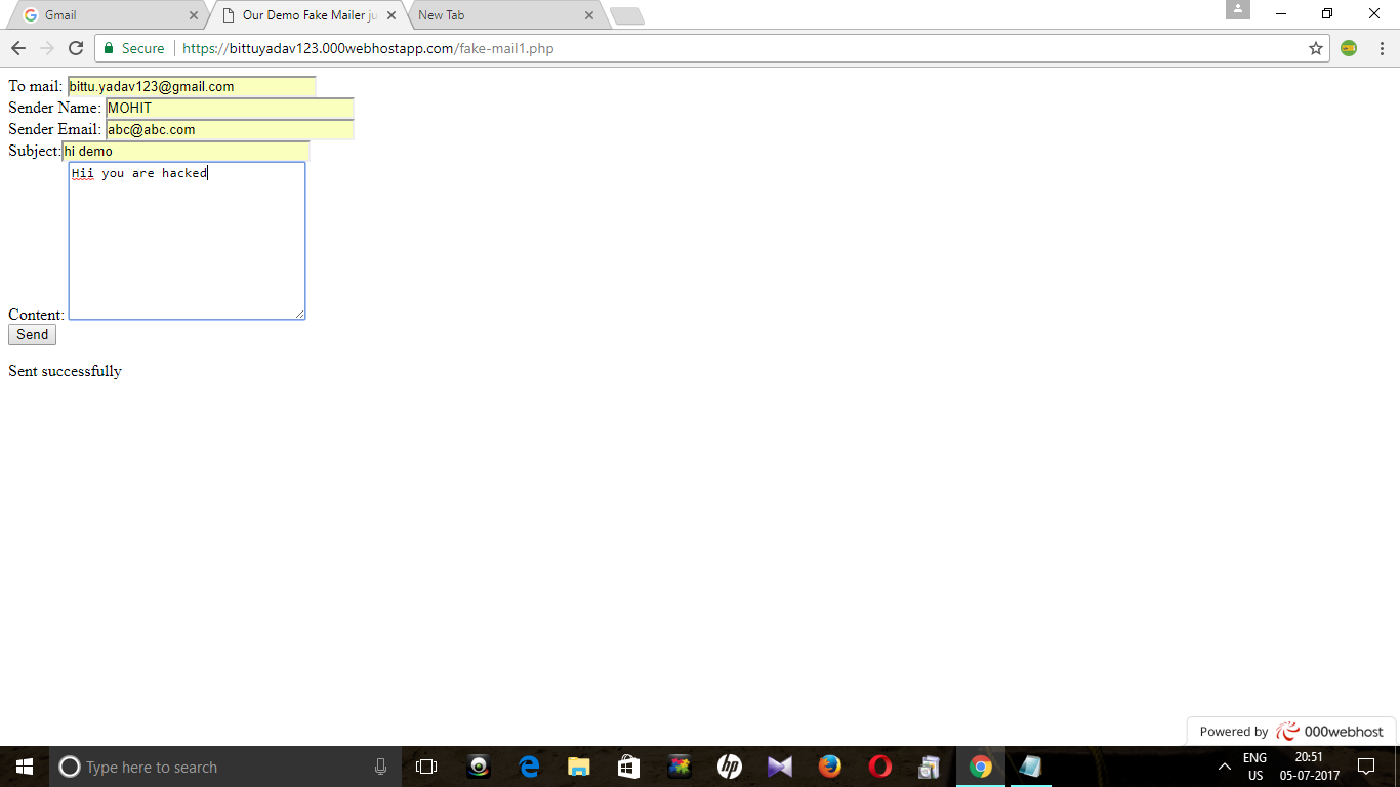 Gmail
Our Demo Fake Mailer ju
New Tab
Secure
https://bittuyadav123.000webhostapp.com/fake-mail1.php
To mail: bittu.yadav123@gmail.com
Sender Name: MOHIT
Sender Email: abc@abc.com
Subject: hi demo
Hii you are hacked
Content:
Send
Sent successfully
Powered by 000webhost
Type here to search
hp
ENG
US
20:51
05-07-2017